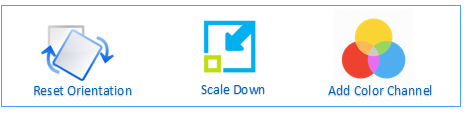 Reset Orientation
Scale Down
Add Color Channel